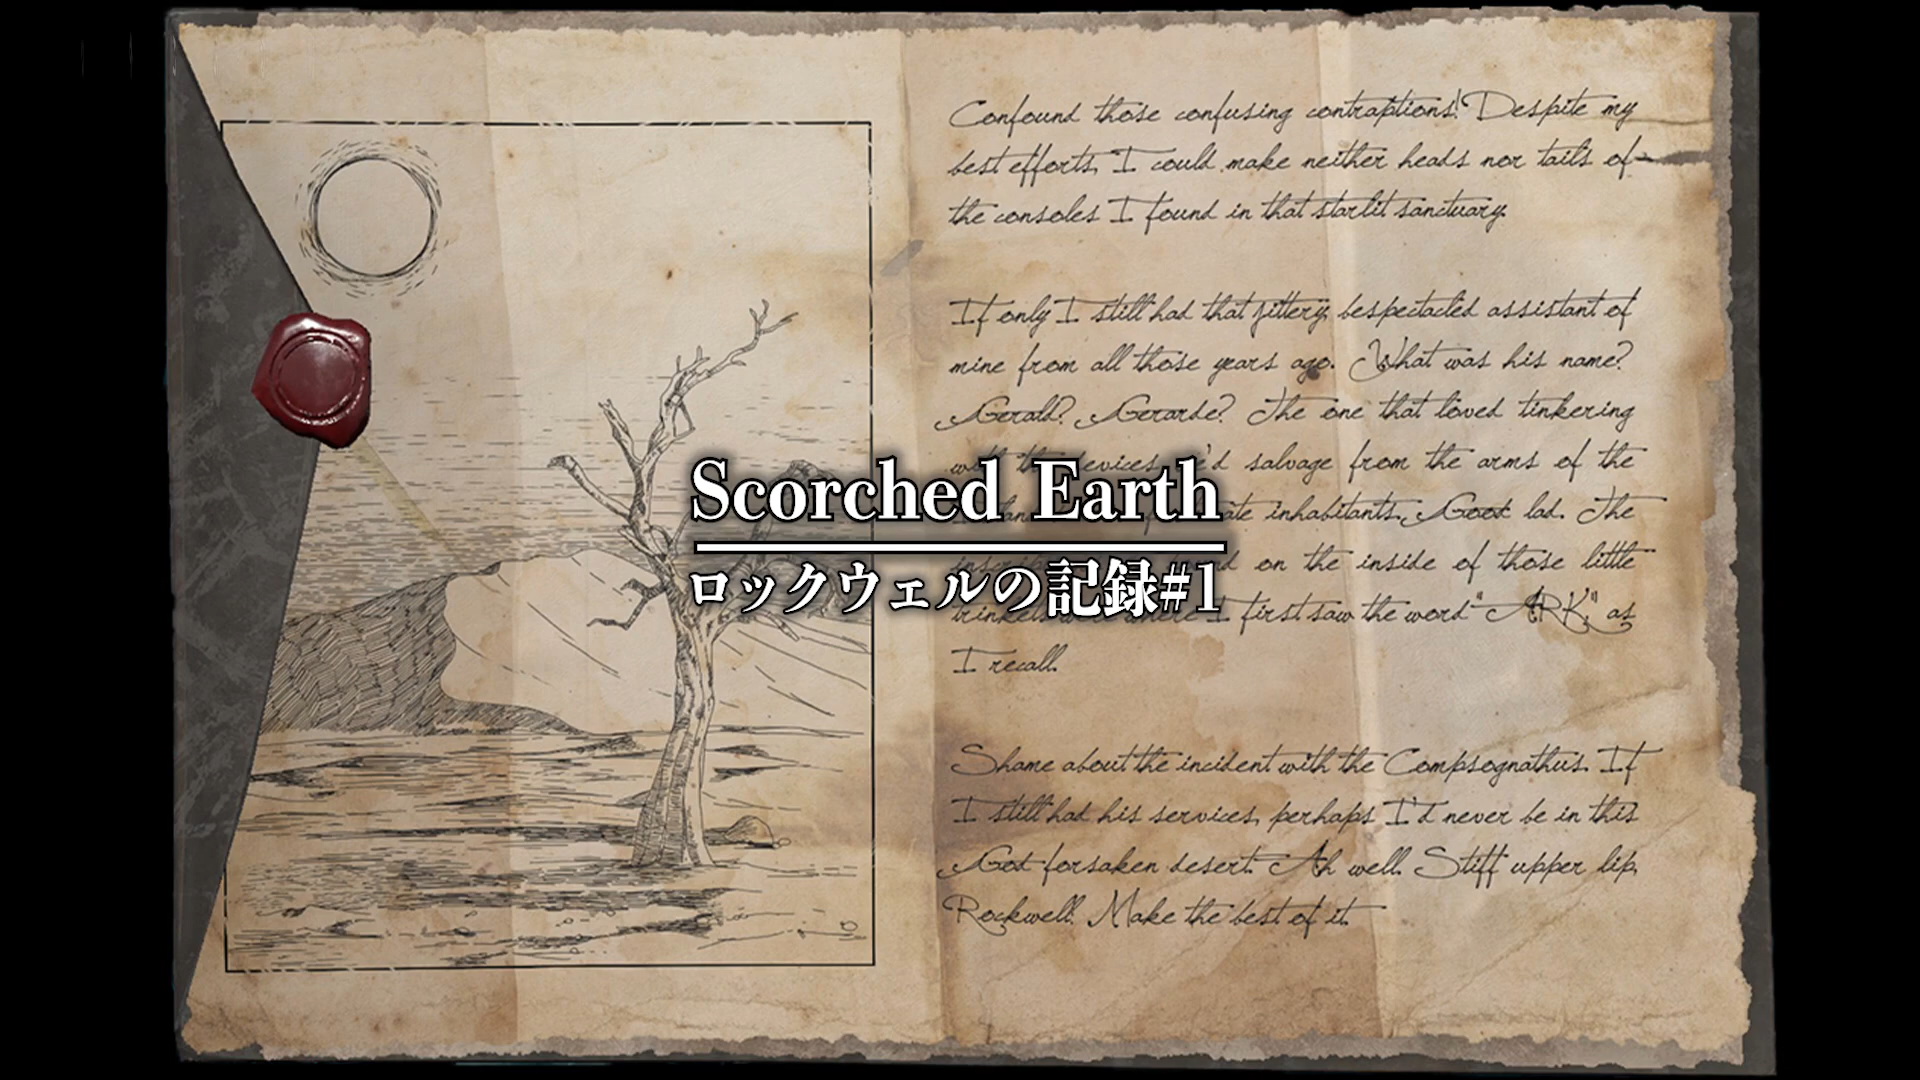 Confound those confusing contraptions! Despite my
best efforts, I could make neither heads nor tails of
the consoles I found in that starlit sanctuary.
If only I still had that jittery, bespectacled assistant of
mine from all those years ago. What was his name?
Gerald? Gerarde? The one that loved tinkering
with the devices I'd salvage from the arms of the
inhabitants. Good lad. The
on the inside of those little
trinkets where I first saw the word "ARK," as
I recall.
Shame about the incident with the Compsognathus. If
I still had his services, perhaps I'd never be in this
God forsaken desert. Ah well. Stiff upper lip,
Rockwell. Make the best of it.
Scorched Earth
ロックウェルの記録#1